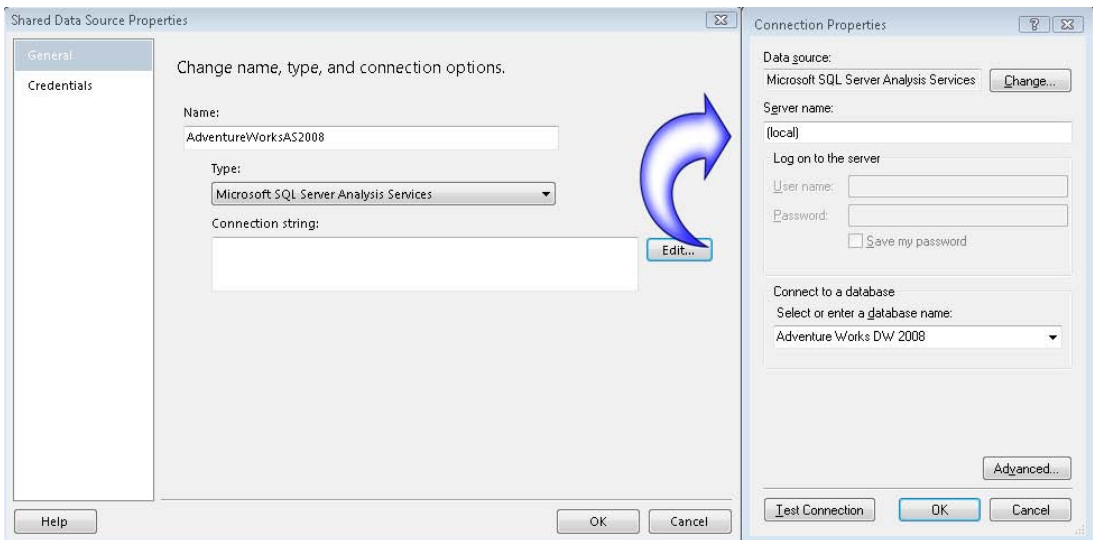 Shared Data Source Properties
General
Credentials
Change name, type, and connection options.
Name:
AdventureWorksAS2008
Type:
Microsoft SQL Server Analysis Services
Connection string:
Edit...
Help
OK
Cancel
Connection Properties
Data source:
Microsoft SQL Server Analysis Services
Change...
Server name:
(local)
Log on to the server
User name:
Password:
Save my password
Connect to a database
Select or enter a database name:
Adventure Works DW 2008
Advanced...
Test Connection
OK
Cancel